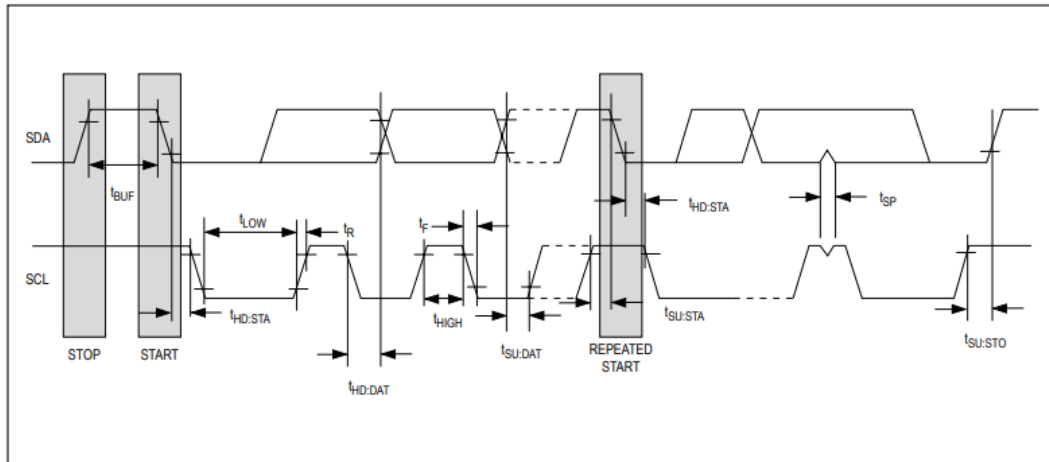 SDA
tBUF
tHD:STA
tSP
tLOW
tR
tF
SCL
tHD:STA
tHIGH
tSU:STA
tSU:DAT
tSU:STO
STOP
START
REPEATED
START
tHD:DAT